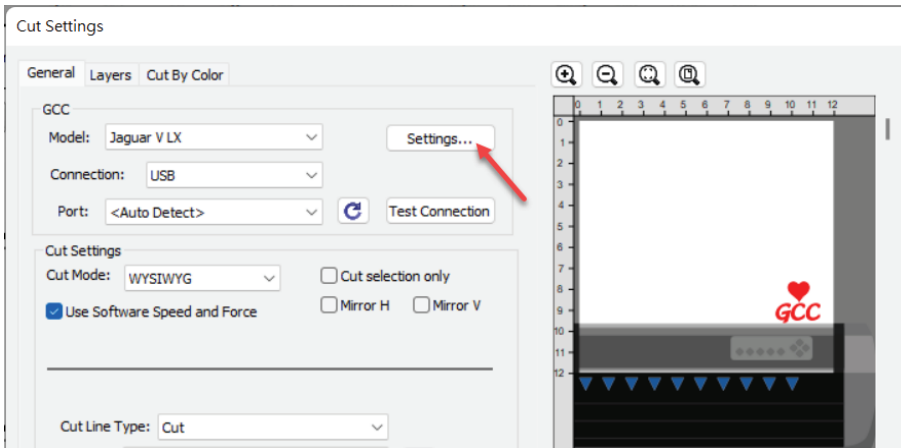 Cut Settings
General Layers Cut By Color
GCC
Model: Jaguar V LX Settings...
Connection: USB
Port: <Auto Detect> Test Connection
Cut Settings
Cut Mode: WYSIWYG Cut selection only
Use Software Speed and Force Mirror H Mirror V
Cut Line Type: Cut
0 1 2 3 4 5 6 7 8 9 10 11 12
0
1
2
3
4
5
6
7
8
9
10
11
12
GCC